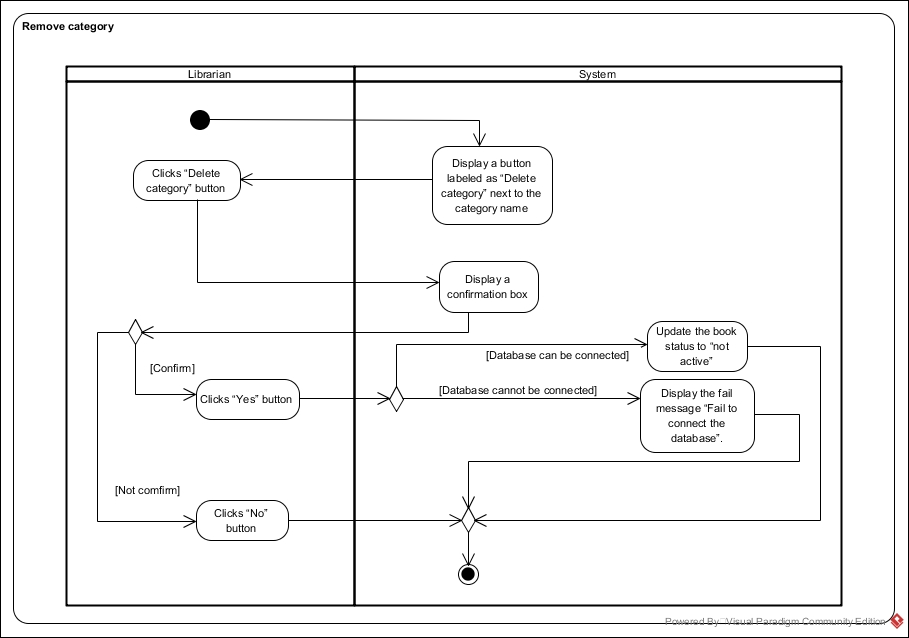 Remove category
Librarian
System
Display a button
labeled as “Delete
category” next to the
category name
Clicks “Delete
category” button
Display a
confirmation box
Update the book
status to “not
active”
[Database can be connected]
[Confirm]
Clicks “Yes” button
[Database cannot be connected]
Display the fail
message “Fail to
connect the
database”.
[Not comfirm]
Clicks “No”
button
Powered By Visual Paradigm Community Edition